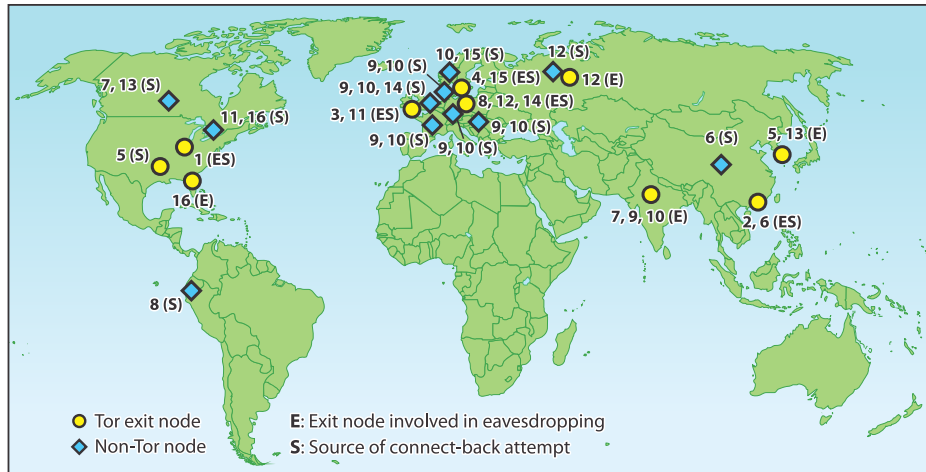 10, 15 (S)
12 (S)
9, 10 (S)
4, 15 (ES)
12 (E)
7, 13 (S)
9, 10, 14 (S)
8, 12, 14 (ES)
11, 16 (S)
3, 11 (ES)
9, 10 (S)
9, 10 (S)
9, 10 (S)
6 (S)
5, 13 (E)
5 (S)
1 (ES)
16 (E)
7, 9, 10 (E)
2, 6 (ES)
8 (S)
Tor exit node
E: Exit node involved in eavesdropping
Non-Tor node
S: Source of connect-back attempt